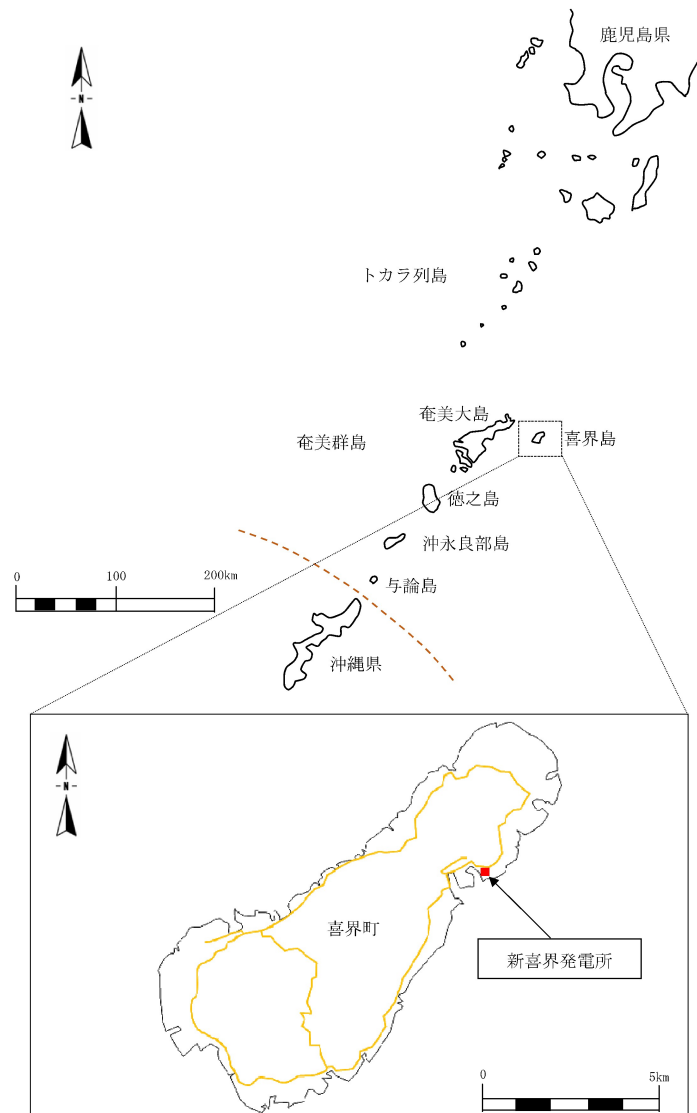 鹿児島県
N
トカラ列島
奄美大島
奄美群島
喜界島
徳之島
沖永良部島
与論島
0 100 200km
沖縄県
N
喜界町
新喜界発電所
0 5km